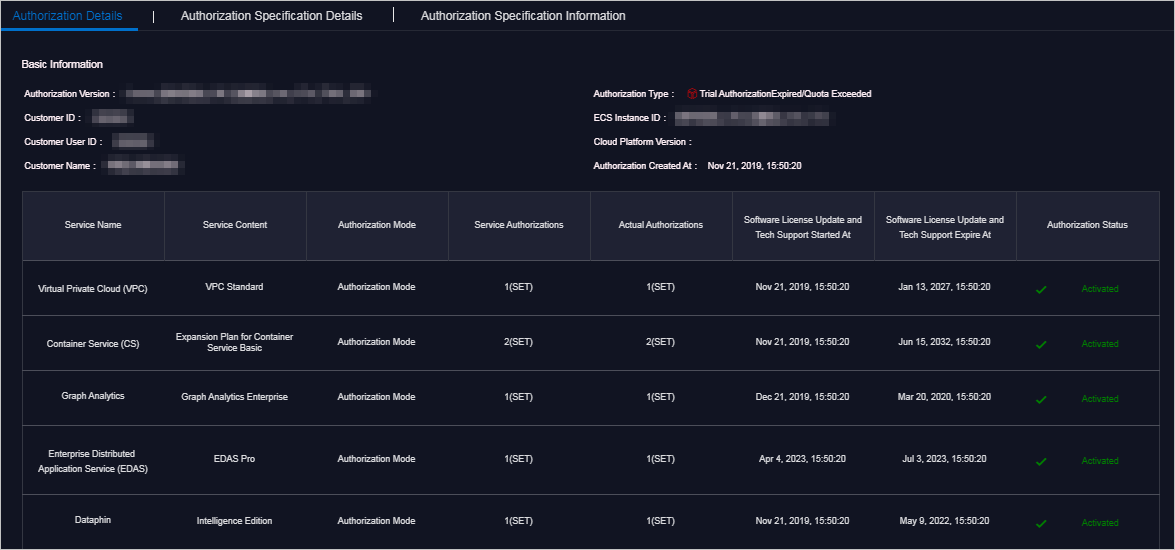 Authorization Details | Authorization Specification Details | Authorization Specification Information
Basic Information
Authorization Version :
Authorization Type : Trial AuthorizationExpired/Quota Exceeded
Customer ID :
ECS Instance ID :
Customer User ID :
Cloud Platform Version :
Customer Name :
Authorization Created At : Nov 21, 2019, 15:50:20
Service Name
Service Content
Authorization Mode
Service Authorizations
Actual Authorizations
Software License Update and
Tech Support Started At
Software License Update and
Tech Support Expire At
Authorization Status
Virtual Private Cloud (VPC)
VPC Standard
Authorization Mode
1(SET)
1(SET)
Nov 21, 2019, 15:50:20
Jan 13, 2027, 15:50:20
Activated
Container Service (CS)
Expansion Plan for Container
Service Basic
Authorization Mode
2(SET)
2(SET)
Nov 21, 2019, 15:50:20
Jun 15, 2032, 15:50:20
Activated
Graph Analytics
Graph Analytics Enterprise
Authorization Mode
1(SET)
1(SET)
Dec 21, 2019, 15:50:20
Mar 20, 2020, 15:50:20
Activated
Enterprise Distributed
Application Service (EDAS)
EDAS Pro
Authorization Mode
1(SET)
1(SET)
Apr 4, 2023, 15:50:20
Jul 3, 2023, 15:50:20
Activated
Dataphin
Intelligence Edition
Authorization Mode
1(SET)
1(SET)
Nov 21, 2019, 15:50:20
May 9, 2022, 15:50:20
Activated